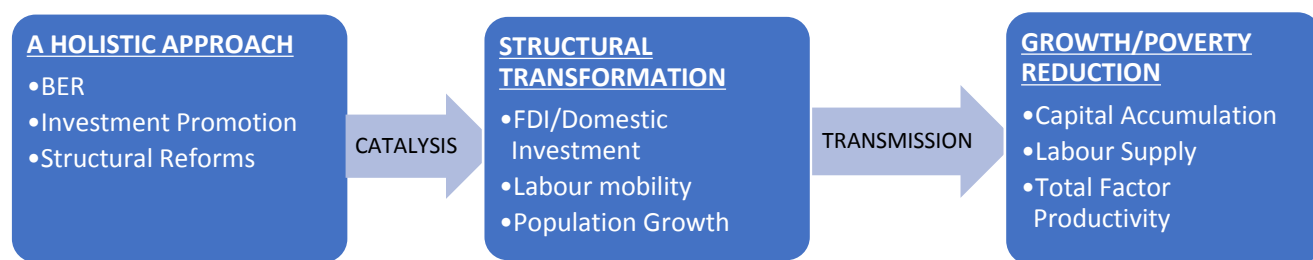 A HOLISTIC APPROACH
•BER
•Investment Promotion
•Structural Reforms
CATALYSIS
STRUCTURAL
TRANSFORMATION
•FDI/Domestic
Investment
•Labour mobility
•Population Growth
TRANSMISSION
GROWTH/POVERTY
REDUCTION
•Capital Accumulation
•Labour Supply
•Total Factor
Productivity